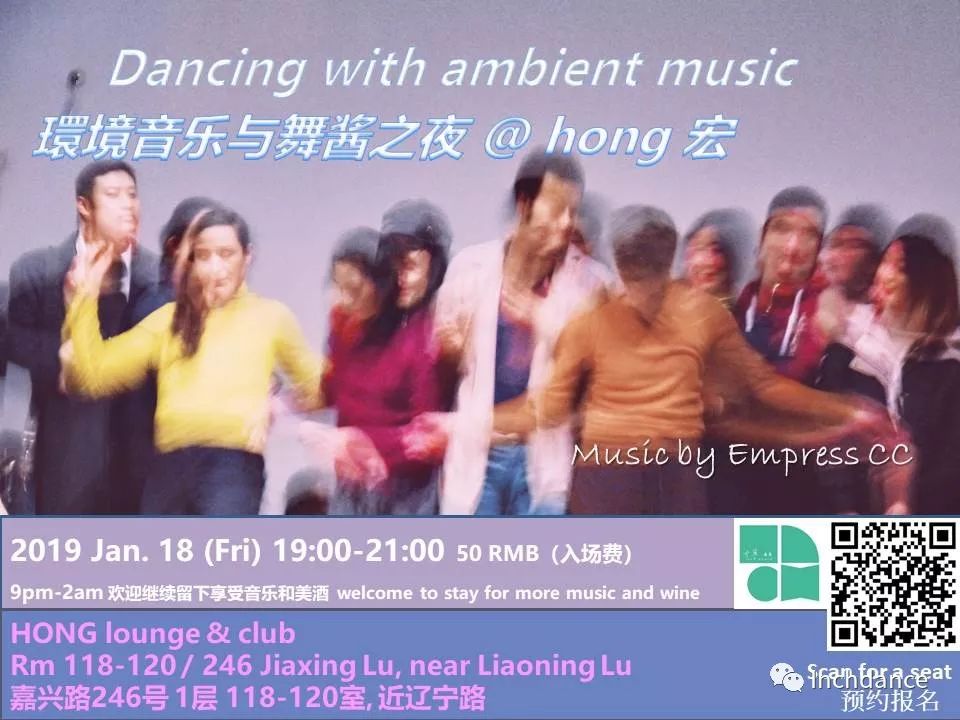 Dancing with ambient music
環境音乐与舞酱之夜 @ hong 宏
Music by Empress CC
2019 Jan. 18 (Fri) 19:00-21:00 50 RMB（入场费）
9pm-2am 欢迎继续留下享受音乐和美酒 welcome to stay for more music and wine
HONG lounge & club
Rm 118-120 / 246 Jiaxing Lu, near Liaoning Lu
嘉兴路246号 1层 118-120室, 近辽宁路
Scan for a seat
inchdance
预约报名